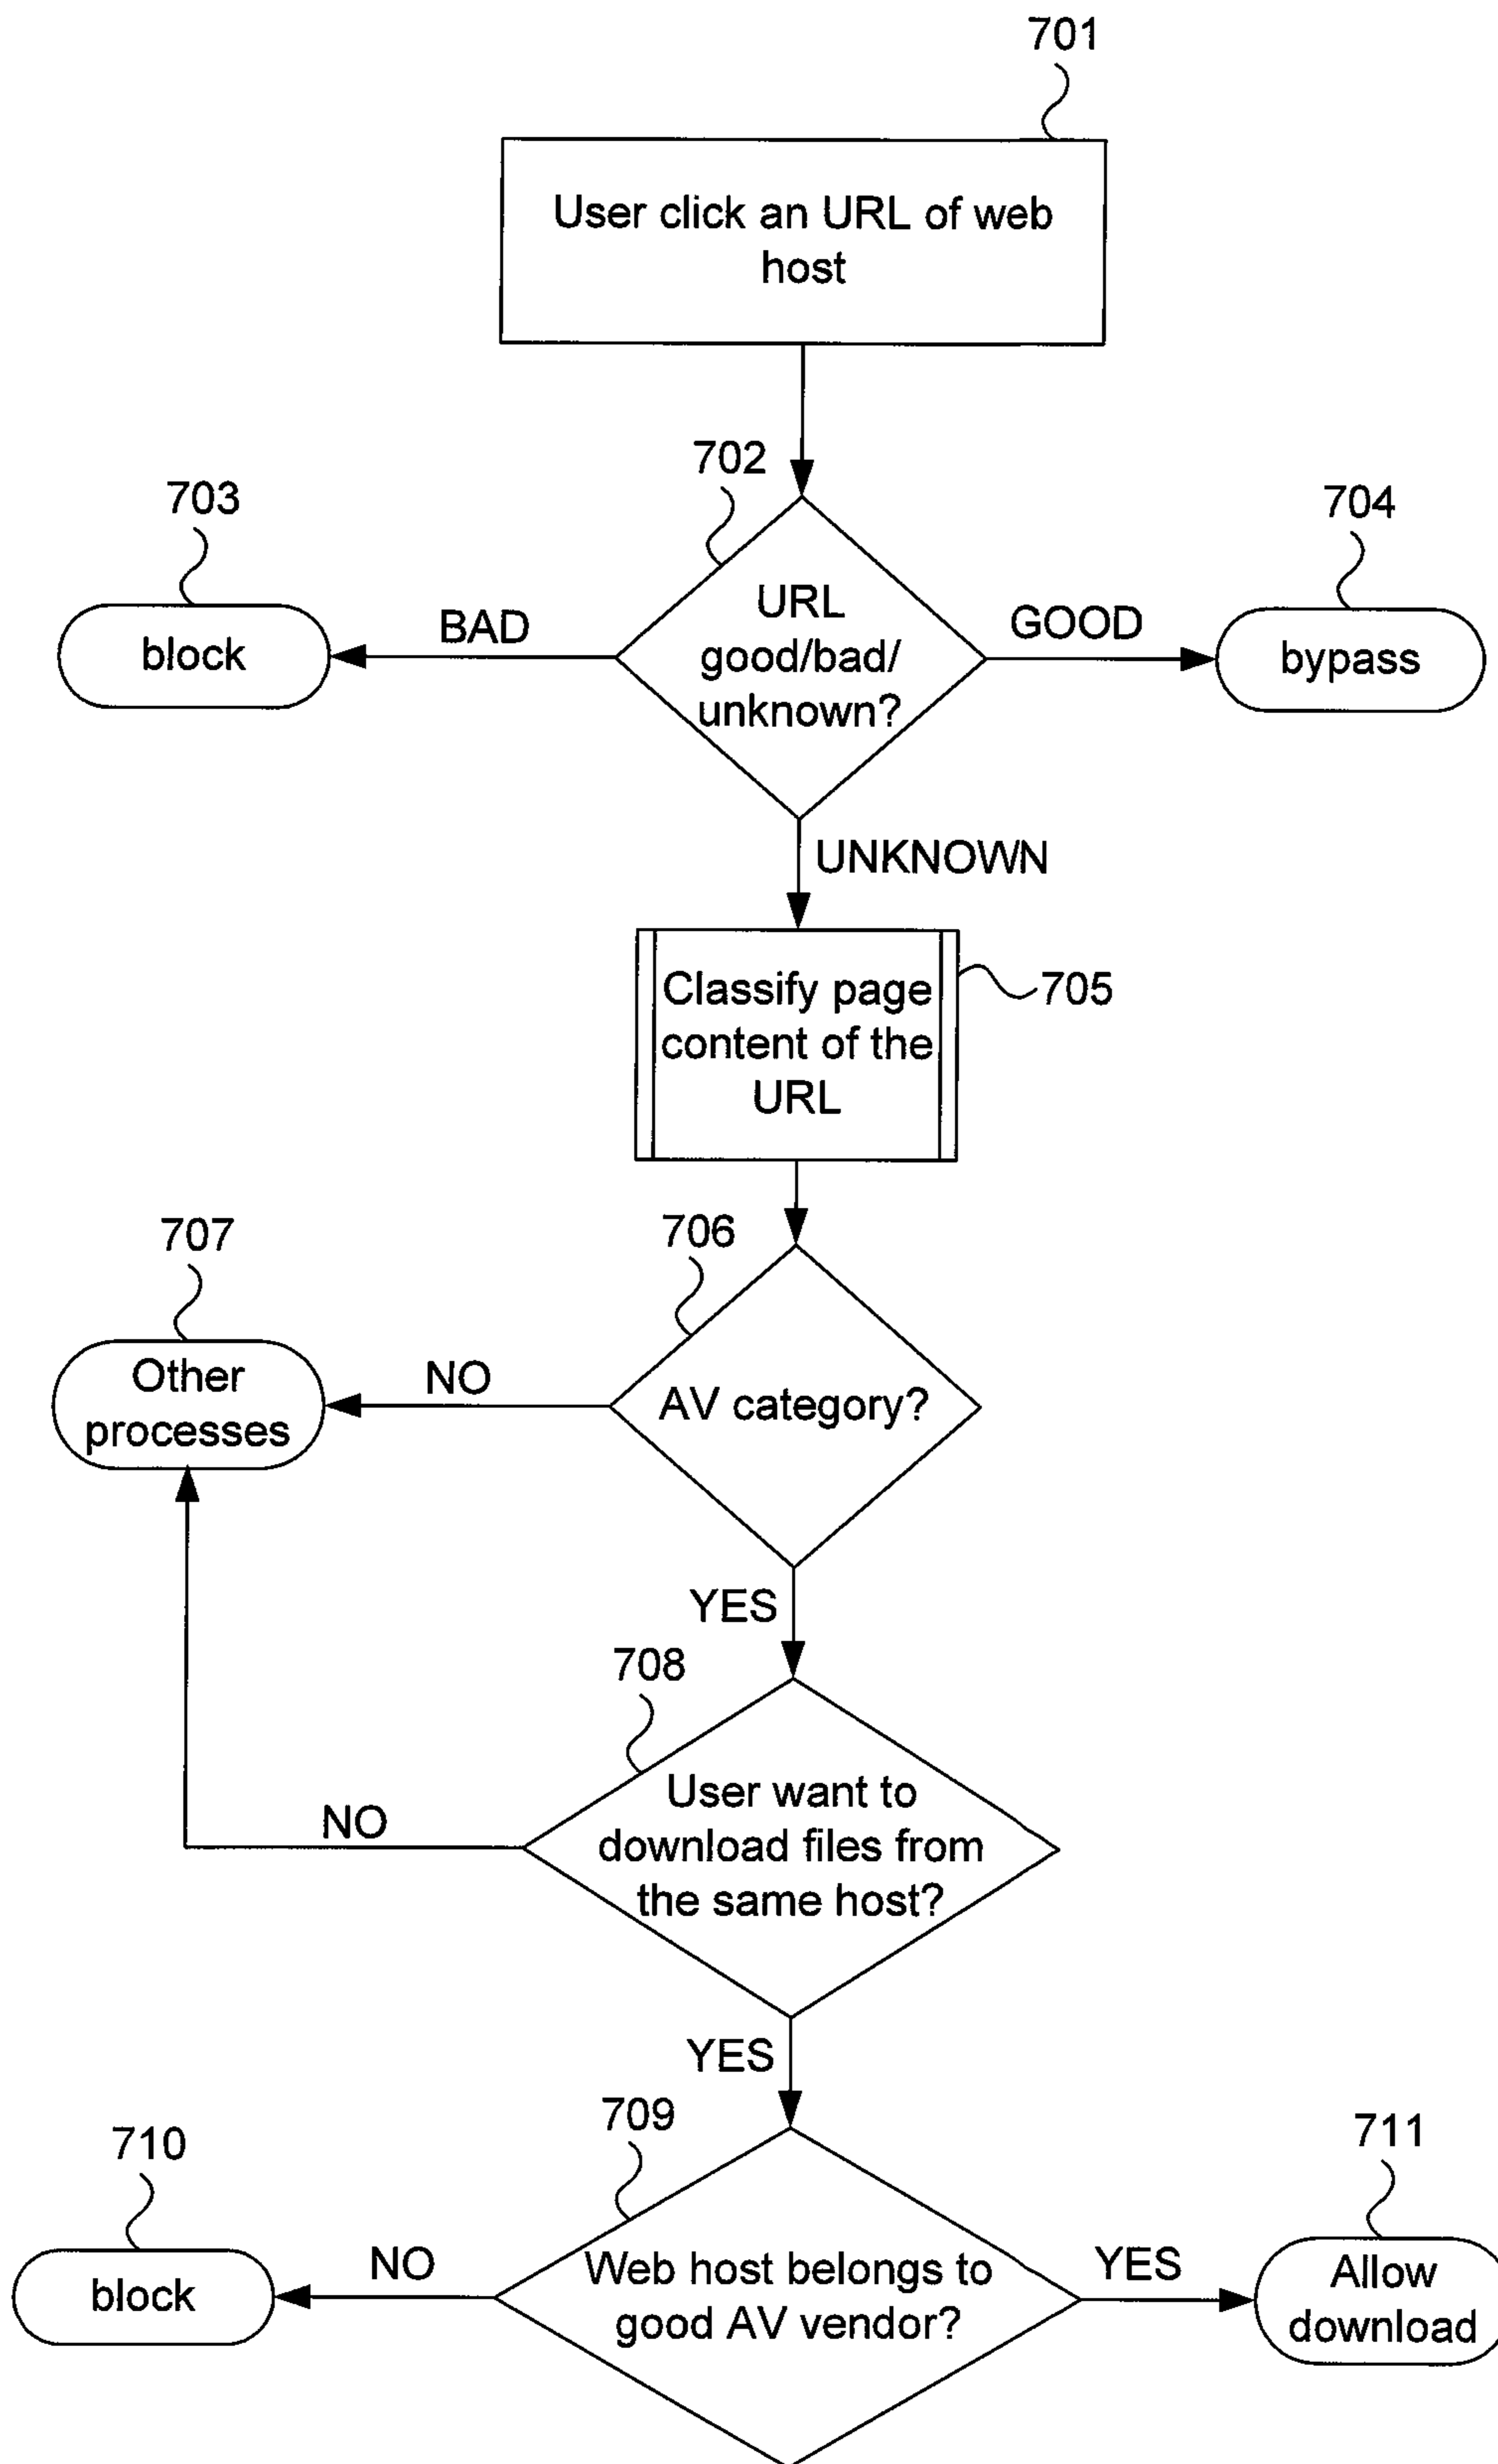 701
User click an URL of web
host
702
703
704
URL
good/bad/
unknown?
BAD
GOOD
block
bypass
UNKNOWN
Classify page
content of the
URL
705
706
707
Other
processes
NO
AV category?
YES
708
User want to
download files from
the same host?
NO
YES
709
710
711
block
NO
Web host belongs to
good AV vendor?
YES
Allow
download